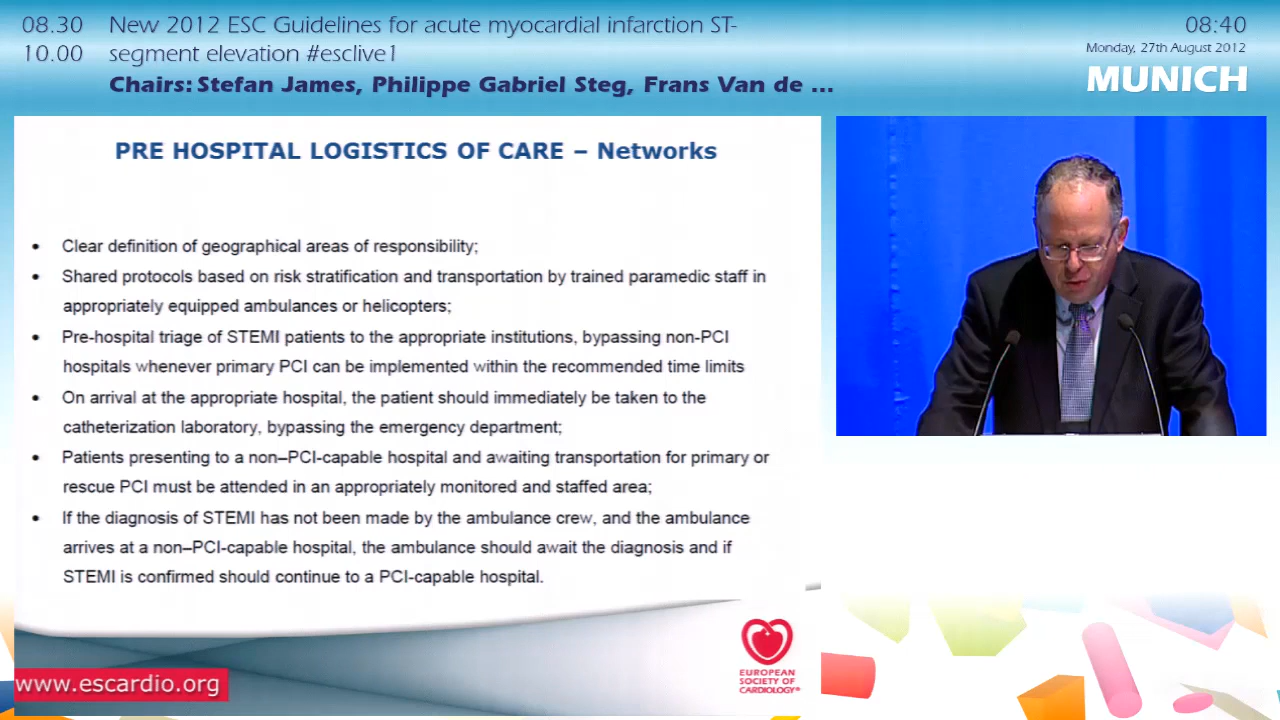 08.30
10.00
New 2012 ESC Guidelines for acute myocardial infarction ST-
segment elevation #esclive1
Chairs: Stefan James, Philippe Gabriel Steg, Frans Van de ...
08:40
Monday, 27th August 2012
MUNICH
PRE HOSPITAL LOGISTICS OF CARE – Networks
• Clear definition of geographical areas of responsibility;
• Shared protocols based on risk stratification and transportation by trained paramedic staff in
appropriately equipped ambulances or helicopters;
• Pre-hospital triage of STEMI patients to the appropriate institutions, bypassing non-PCI
hospitals whenever primary PCI can be implemented within the recommended time limits
• On arrival at the appropriate hospital, the patient should immediately be taken to the
catheterization laboratory, bypassing the emergency department;
• Patients presenting to a non–PCI-capable hospital and awaiting transportation for primary or
rescue PCI must be attended in an appropriately monitored and staffed area;
• If the diagnosis of STEMI has not been made by the ambulance crew, and the ambulance
arrives at a non–PCI-capable hospital, the ambulance should await the diagnosis and if
STEMI is confirmed should continue to a PCI-capable hospital.
www.escardio.org
EUROPEAN
SOCIETY OF
CARDIOLOGY®